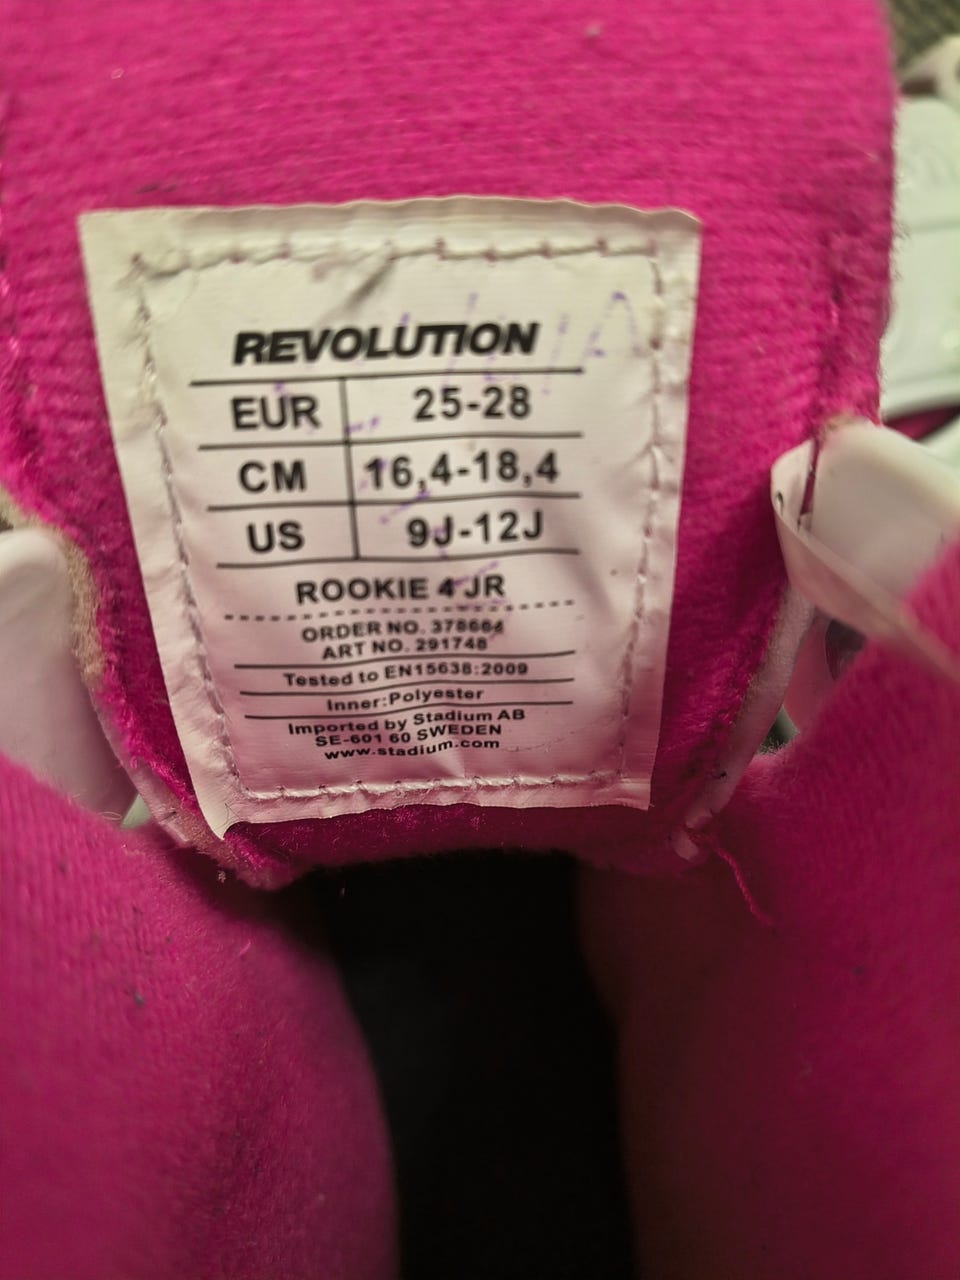 REVOLUTION
EUR 25-28
CM 16,4-18,4
US 9J-12J
ROOKIE 4 JR
ORDER NO. 378664
ART NO. 291748
Tested to EN15638:2009
Inner:Polyester
Imported by Stadium AB
SE-601 60 SWEDEN
www.stadium.com